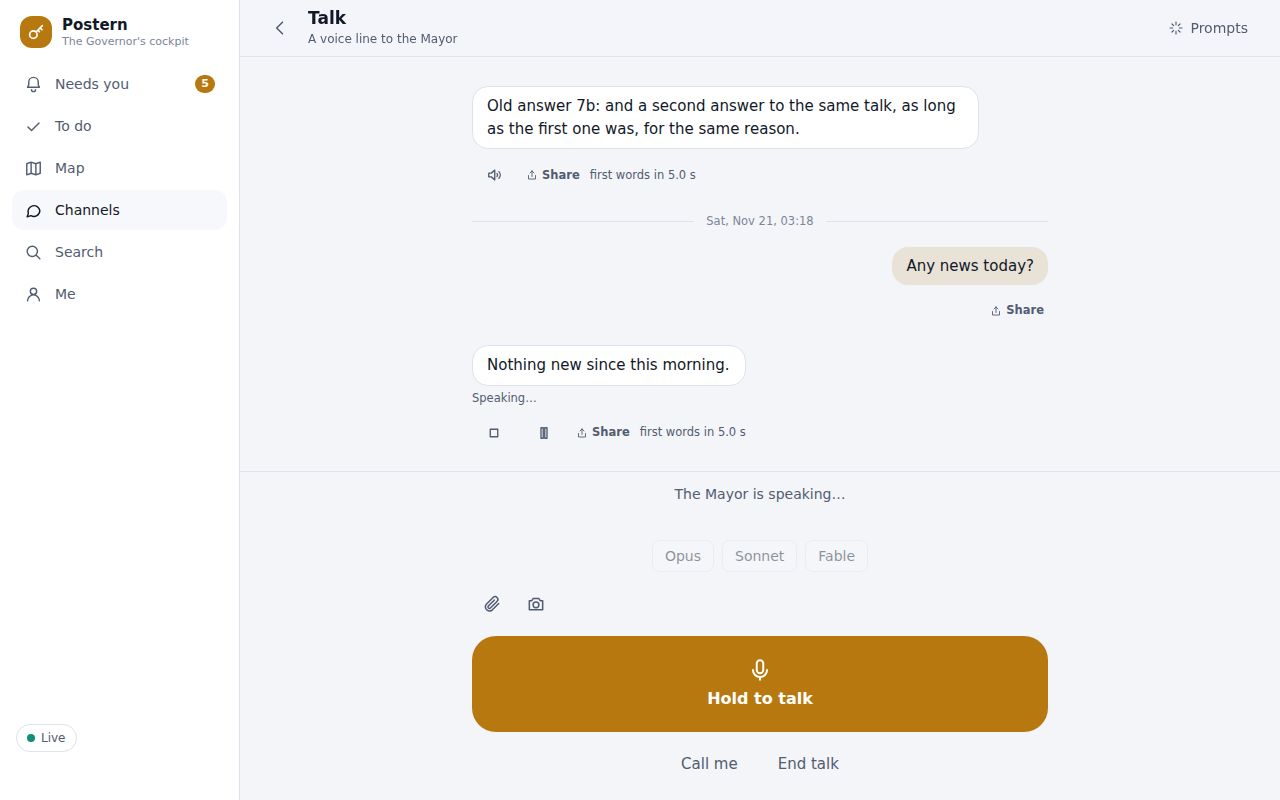 Postern
The Governor's cockpit
Needs you
5
To do
Map
Channels
Search
Me
Live
Talk
A voice line to the Mayor
Prompts
Old answer 7b: and a second answer to the same talk, as long
as the first one was, for the same reason.
Share
first words in 5.0 s
Sat, Nov 21, 03:18
Any news today?
Share
Nothing new since this morning.
Speaking…
Share
first words in 5.0 s
The Mayor is speaking…
Opus
Sonnet
Fable
Hold to talk
Call me
End talk